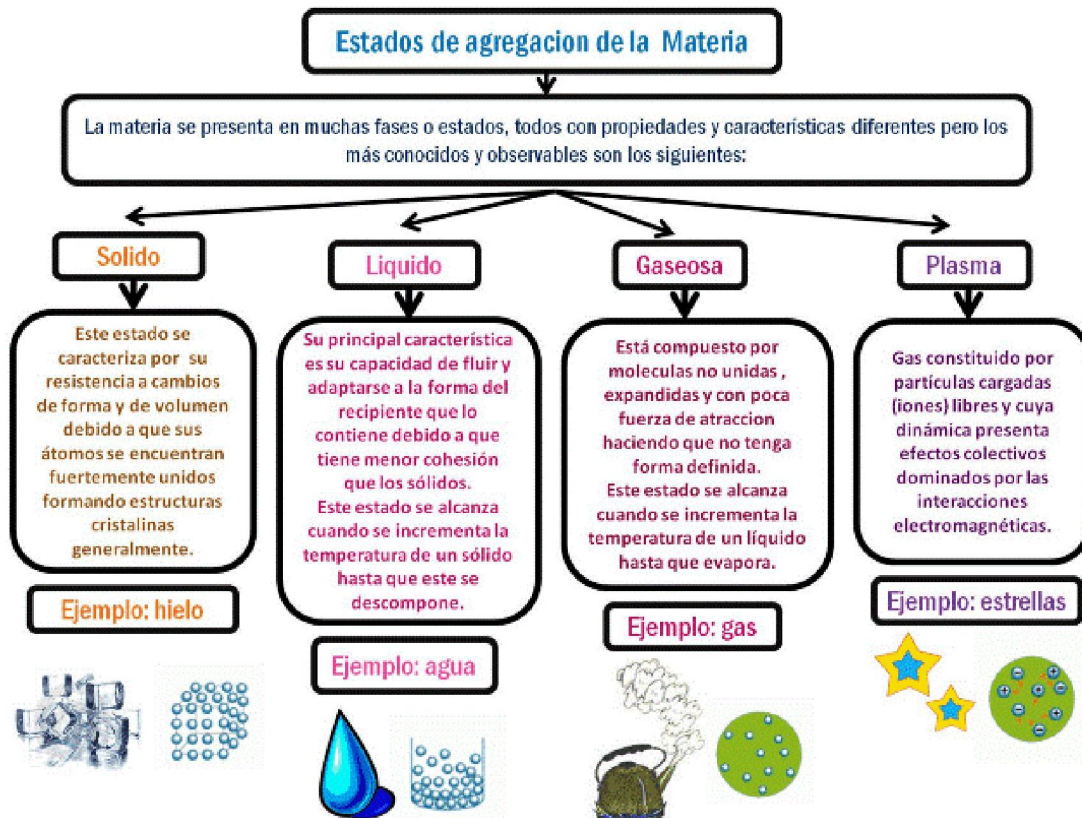 Estados de agregacion de la Materia
La materia se presenta en muchas fases o estados, todos con propiedades y características diferentes pero los
más conocidos y observables son los siguientes:
Solido
Este estado se
caracteriza por su
resistencia a cambios
de forma y de volumen
debido a que sus
átomos se encuentran
fuertemente unidos
formando estructuras
cristalinas
generalmente.
Ejemplo: hielo
Liquido
Su principal característica
es su capacidad de fluir y
adaptarse a la forma del
recipiente que lo
contiene debido a que
tiene menor cohesión
que los sólidos.
Este estado se alcanza
cuando se incrementa la
temperatura de un sólido
hasta que este se
descompone.
Ejemplo: agua
Gaseosa
Está compuesto por
moleculas no unidas ,
expandidas y con poca
fuerza de atraccion
haciendo que no tenga
forma definida.
Este estado se alcanza
cuando se incrementa la
temperatura de un líquido
hasta que evapora.
Ejemplo: gas
Plasma
Gas constituido por
partículas cargadas
(iones) libres y cuya
dinámica presenta
efectos colectivos
dominados por las
interacciones
electromagnéticas.
Ejemplo: estrellas